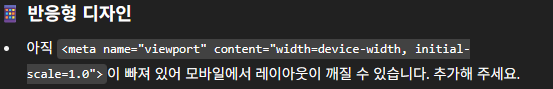 반응형 디자인
아직 <meta name="viewport" content="width=device-width, initial-
scale=1.0">이 빠져 있어 모바일에서 레이아웃이 깨질 수 있습니다. 추가해 주세요.